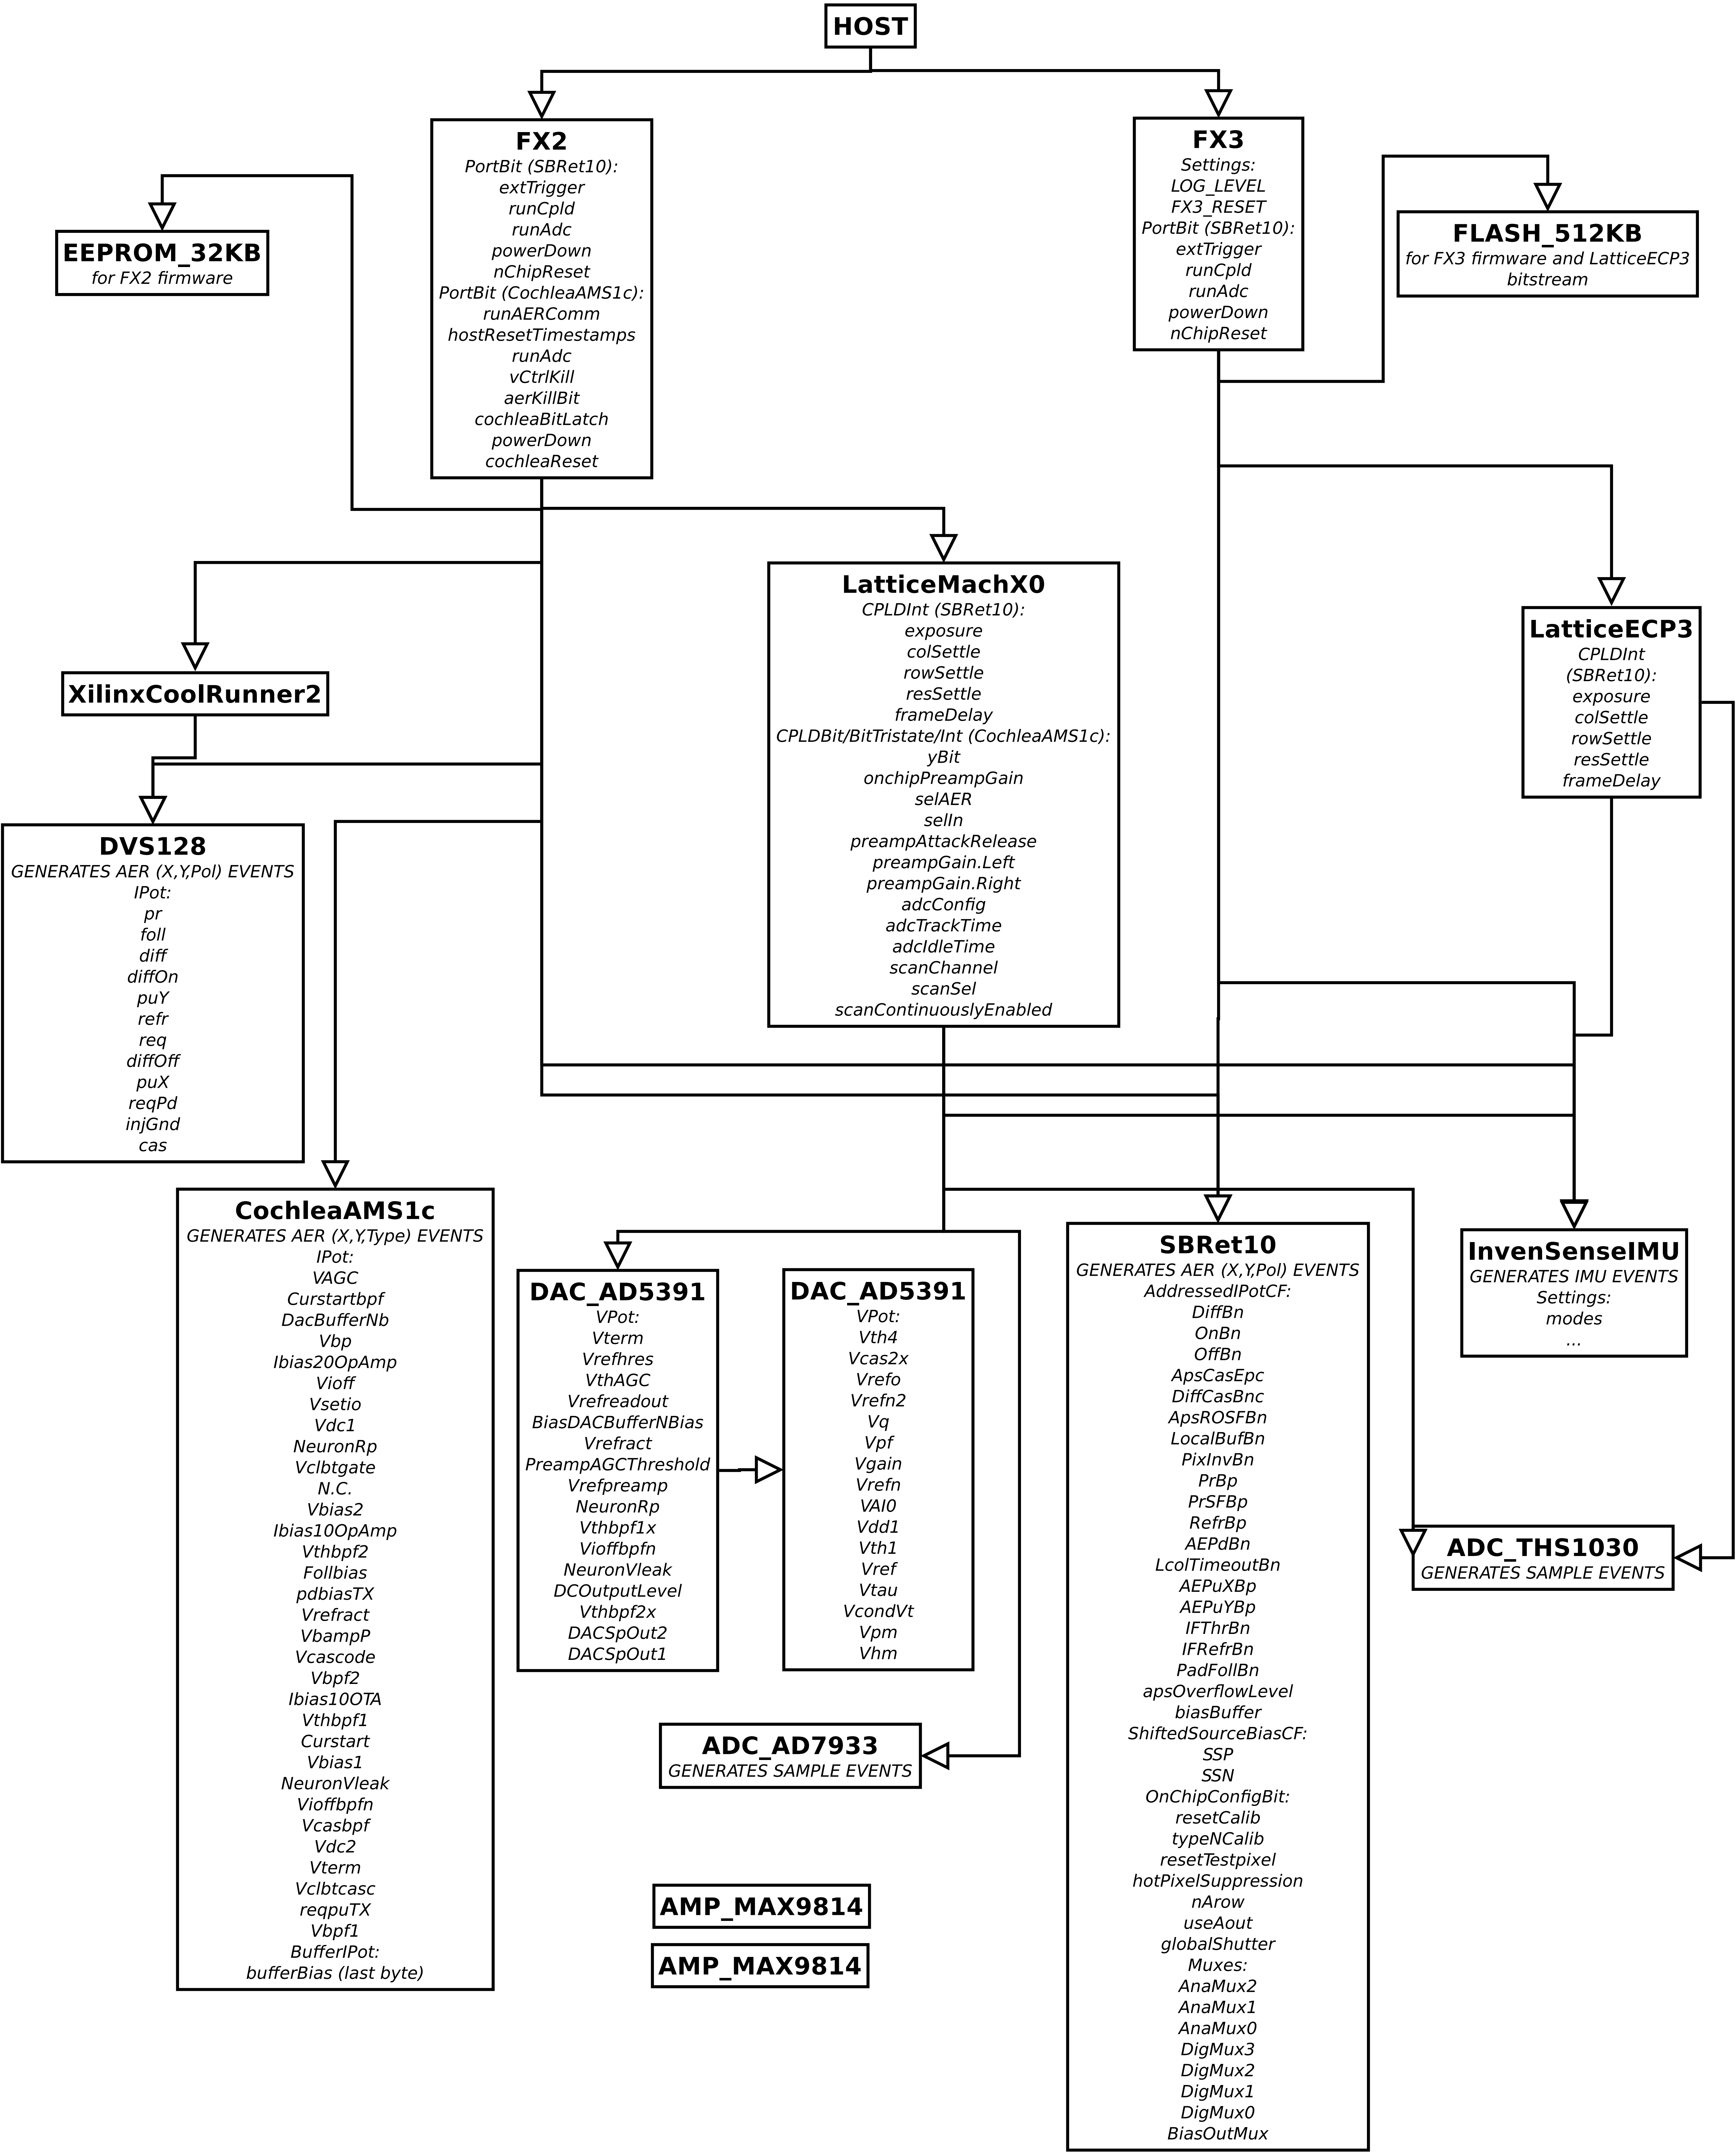 HOST
FX2
PortBit (SBRet10):
extTrigger
runCpld
runAdc
powerDown
nChipReset
PortBit (CochleaAMS1c):
runAERComm
hostResetTimestamps
runAdc
vCtrlKill
aerKillBit
cochleaBitLatch
powerDown
cochleaReset
FX3
Settings:
LOG_LEVEL
FX3_RESET
PortBit (SBRet10):
extTrigger
runCpld
runAdc
powerDown
nChipReset
EEPROM_32KB
for FX2 firmware
FLASH_512KB
for FX3 firmware and LatticeECP3
bitstream
LatticeMachX0
CPLDInt (SBRet10):
exposure
colSettle
rowSettle
resSettle
frameDelay
CPLDBit/BitTristate/Int (CochleaAMS1c):
yBit
onchipPreampGain
selAER
selIn
preampAttackRelease
preampGain.Left
preampGain.Right
adcConfig
adcTrackTime
adcIdleTime
scanChannel
scanSel
scanContinuouslyEnabled
LatticeECP3
CPLDInt
(SBRet10):
exposure
colSettle
rowSettle
resSettle
frameDelay
XilinxCoolRunner2
DVS128
GENERATES AER (X,Y,Pol) EVENTS
IPot:
pr
foll
diff
diffOn
puY
refr
req
diffOff
puX
reqPd
injGnd
cas
CochleaAMS1c
GENERATES AER (X,Y,Type) EVENTS
IPot:
VAGC
Curstartbpf
DacBufferNb
Vbp
Ibias20OpAmp
Vioff
Vsetio
Vdc1
NeuronRp
Vclbtgate
N.C.
Vbias2
Ibias10OpAmp
Vthbpf2
Follbias
pdbiasTX
Vrefract
VbampP
Vcascode
Vbpf2
Ibias10OTA
Vthbpf1
Curstart
Vbias1
NeuronVleak
Vioffbpfn
Vcasbpf
Vdc2
Vterm
Vclbtcasc
reqpuTX
Vbpf1
BufferIPot:
bufferBias (last byte)
DAC_AD5391
VPot:
Vterm
Vrefhres
VthAGC
Vrefreadout
BiasDACBufferNBias
Vrefract
PreampAGCThreshold
Vrefpreamp
NeuronRp
Vthbpf1x
Vioffbpfn
NeuronVleak
DCOutputLevel
Vthbpf2x
DACSpOut2
DACSpOut1
DAC_AD5391
VPot:
Vth4
Vcas2x
Vrefo
Vrefn2
Vq
Vpf
Vgain
Vrefn
VAI0
Vdd1
Vth1
Vref
Vtau
VcondVt
Vpm
Vhm
SBRet10
GENERATES AER (X,Y,Pol) EVENTS
AddressedIPotCF:
DiffBn
OnBn
OffBn
ApsCasEpc
DiffCasBnc
ApsROSFBn
LocalBufBn
PixInvBn
PrBp
PrSFBp
RefrBp
AEPdBn
LcolTimeoutBn
AEPuXBp
AEPuYBp
IFThrBn
IFRefrBn
PadFollBn
apsOverflowLevel
biasBuffer
ShiftedSourceBiasCF:
SSP
SSN
OnChipConfigBit:
resetCalib
typeNCalib
resetTestpixel
hotPixelSuppression
nArow
useAout
globalShutter
Muxes:
AnaMux2
AnaMux1
AnaMux0
DigMux3
DigMux2
DigMux1
DigMux0
BiasOutMux
InvenSenseIMU
GENERATES IMU EVENTS
Settings:
modes
...
ADC_THS1030
GENERATES SAMPLE EVENTS
ADC_AD7933
GENERATES SAMPLE EVENTS
AMP_MAX9814
AMP_MAX9814